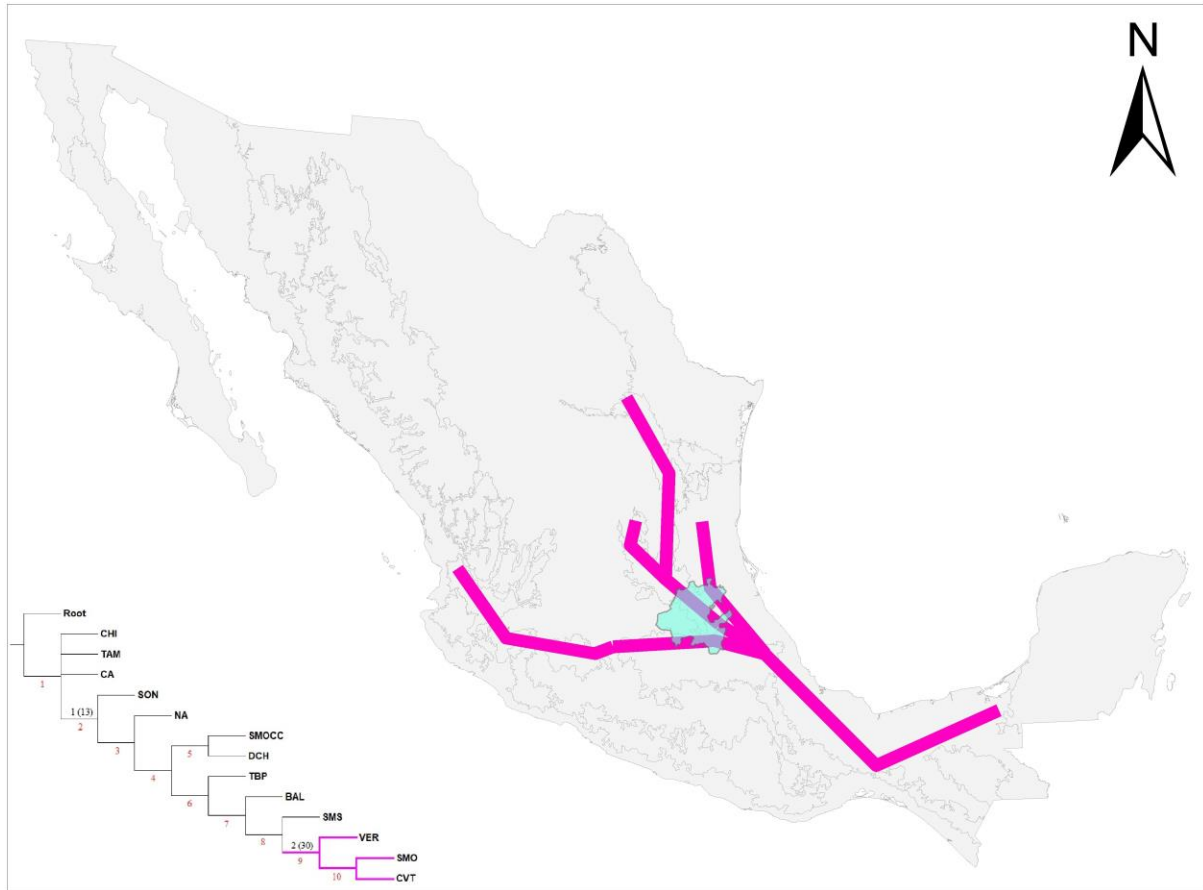 N
Root
CHI
TAM
CA
1
SON
1 (13)
2
NA
3
SMOCC
5
DCH
4
TBP
6
BAL
7
SMS
8
VER
2 (30)
9
SMO
10
CVT